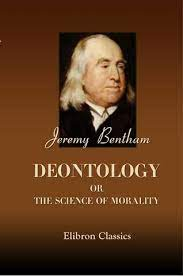 Jeremy Bentham
DEONTOLOGY
OR
THE SCIENCE OF MORALITY
Elibron Classics